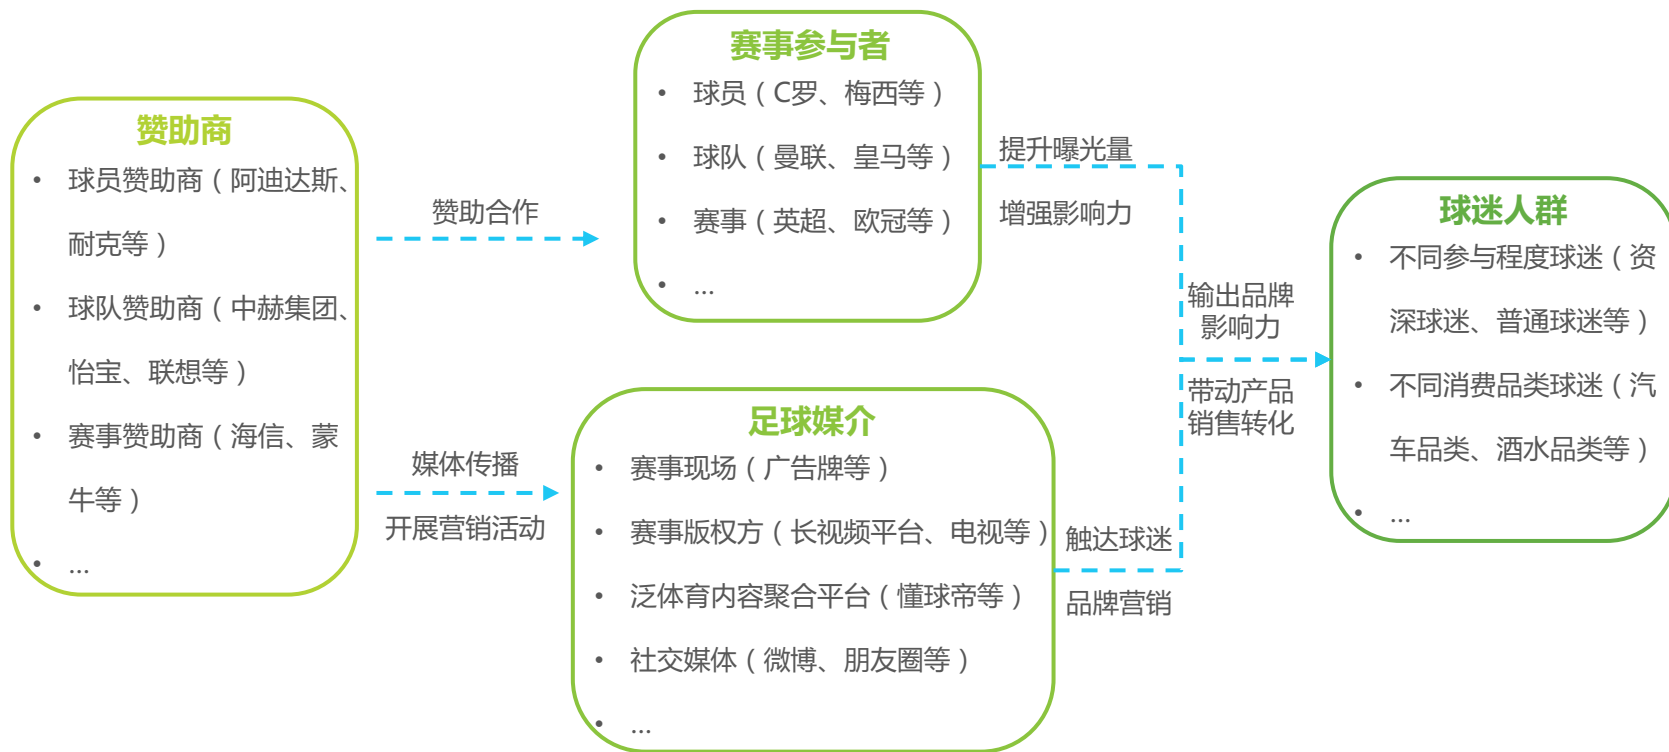 赞助商
• 球员赞助商（阿迪达斯、
耐克等）
• 球队赞助商（中赫集团、
怡宝、联想等）
• 赛事赞助商（海信、蒙
牛等）
• ...
赞助合作
媒体传播
开展营销活动
赛事参与者
• 球员（C罗、梅西等）
• 球队（曼联、皇马等）
• 赛事（英超、欧冠等）
• ...
足球媒介
• 赛事现场（广告牌等）
• 赛事版权方（长视频平台、电视等）
• 泛体育内容聚合平台（懂球帝等）
• 社交媒体（微博、朋友圈等）
• ...
提升曝光量
增强影响力
触达球迷
品牌营销
输出品牌
影响力
带动产品
销售转化
球迷人群
• 不同参与程度球迷（资
深球迷、普通球迷等）
• 不同消费品类球迷（汽
车品类、酒水品类等）
• ...